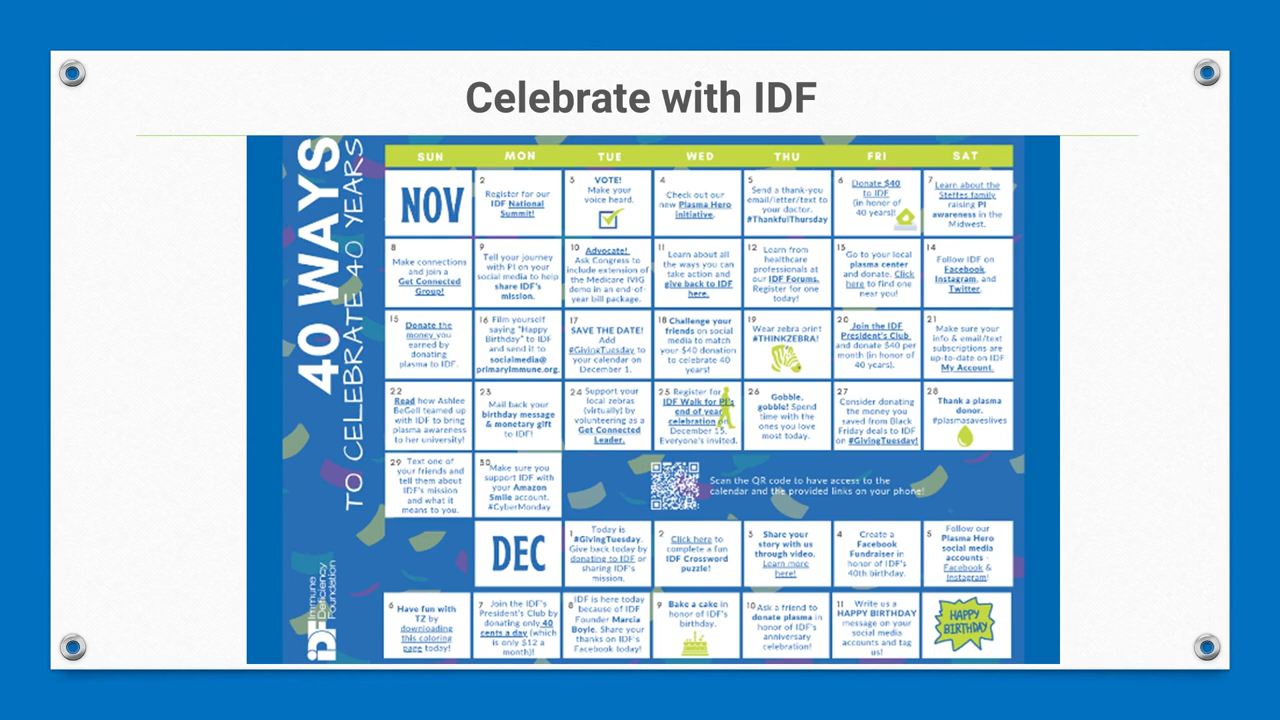 Celebrate with IDF
40 WAYS
TO CELEBRATE 40 YEARS
SUN MON TUE WED THU FRI SAT
NOV
2
Register for our
IDF National
Summit!
3
VOTE!
Make your
voice heard.
4
Check out our
new Plasma Hero
initiative.
5
Send a thank-you
email/letter/text to
your doctor.
#ThankfulThursday
6
Donate $40
to IDF
(in honor of
40 years)!
7
Learn about the
Steffes family
raising PI
awareness in the
Midwest.
8
Make connections
and join a
Get Connected
Group!
9
Tell your journey
with PI on your
social media to help
share IDF's
mission.
10
Advocate!
Ask Congress to
include extension of
the Medicare IVIG
demo in an end-of-
year bill package.
11
Learn about all
the ways you can
take action and
give back to IDF
here.
12
Learn from
healthcare
professionals at
our IDF Forums.
Register for one
today!
13
Go to your local
plasma center
and donate. Click
here to find one
near you!
14
Follow IDF on
Facebook,
Instagram, and
Twitter.
15
Donate the
money you
earned by
donating
plasma to IDF.
16 Film yourself
saying "Happy
Birthday" to IDF
and send it to
socialmedia@
primaryimmune.org.
17
SAVE THE DATE!
Add
#GivingTuesday to
your calendar on
December 1.
18 Challenge your
friends on social
media to match
your $40 donation
to celebrate 40
years!
19
Wear zebra print
#THINKZEBRA!
20
Join the IDF
President's Club
and donate $40 per
month (in honor of
40 years).
21
Make sure your
info & email/text
subscriptions are
up-to-date on IDF
My Account.
22
Read how Ashlee
BeGell teamed up
with IDF to bring
plasma awareness
to her university!
23
Mail back your
birthday message
& monetary gift
to IDF!
24 Support your
local zebras
(virtually) by
volunteering as a
Get Connected
Leader.
25 Register for
IDF Walk for PI's
end of year
celebration on
December 15.
Everyone's invited.
26
Gobble,
gobble! Spend
time with the
ones you love
most today.
27
Consider donating
the money you
saved from Black
Friday deals to IDF
on #GivingTuesday!
28
Thank a plasma
donor.
#plasmasaveslives
29 Text one of
your friends and
tell them about
IDF's mission
and what it
means to you.
30
Make sure you
support IDF with
your Amazon
Smile account.
#CyberMonday
Scan the QR code to have access to the
calendar and the provided links on your phone!
DEC
1
Today is
#GivingTuesday.
Give back today by
donating to IDF or
sharing IDF's
mission.
2
Click here to
complete a fun
IDF Crossword
puzzle!
3
Share your
story with us
through video.
Learn more
here!
4
Create a
Facebook
Fundraiser in
honor of IDF's
40th birthday.
5
Follow our
Plasma Hero
social media
accounts -
Facebook &
Instagram!
6
Have fun with
TZ by
downloading
this coloring
page today!
7
Join the IDF's
President's Club by
donating only 40
cents a day (which
is only $12 a
month)!
8
IDF is here today
because of IDF
Founder Marcia
Boyle. Share your
thanks on IDF's
Facebook today!
9
Bake a cake in
honor of IDF's
birthday.
10 Ask a friend to
donate plasma in
honor of IDF's
anniversary
celebration!
11
Write us a
HAPPY BIRTHDAY
message on your
social media
accounts and tag
us!
HAPPY
BIRTHDAY
IDF
Immune
Deficiency
Foundation